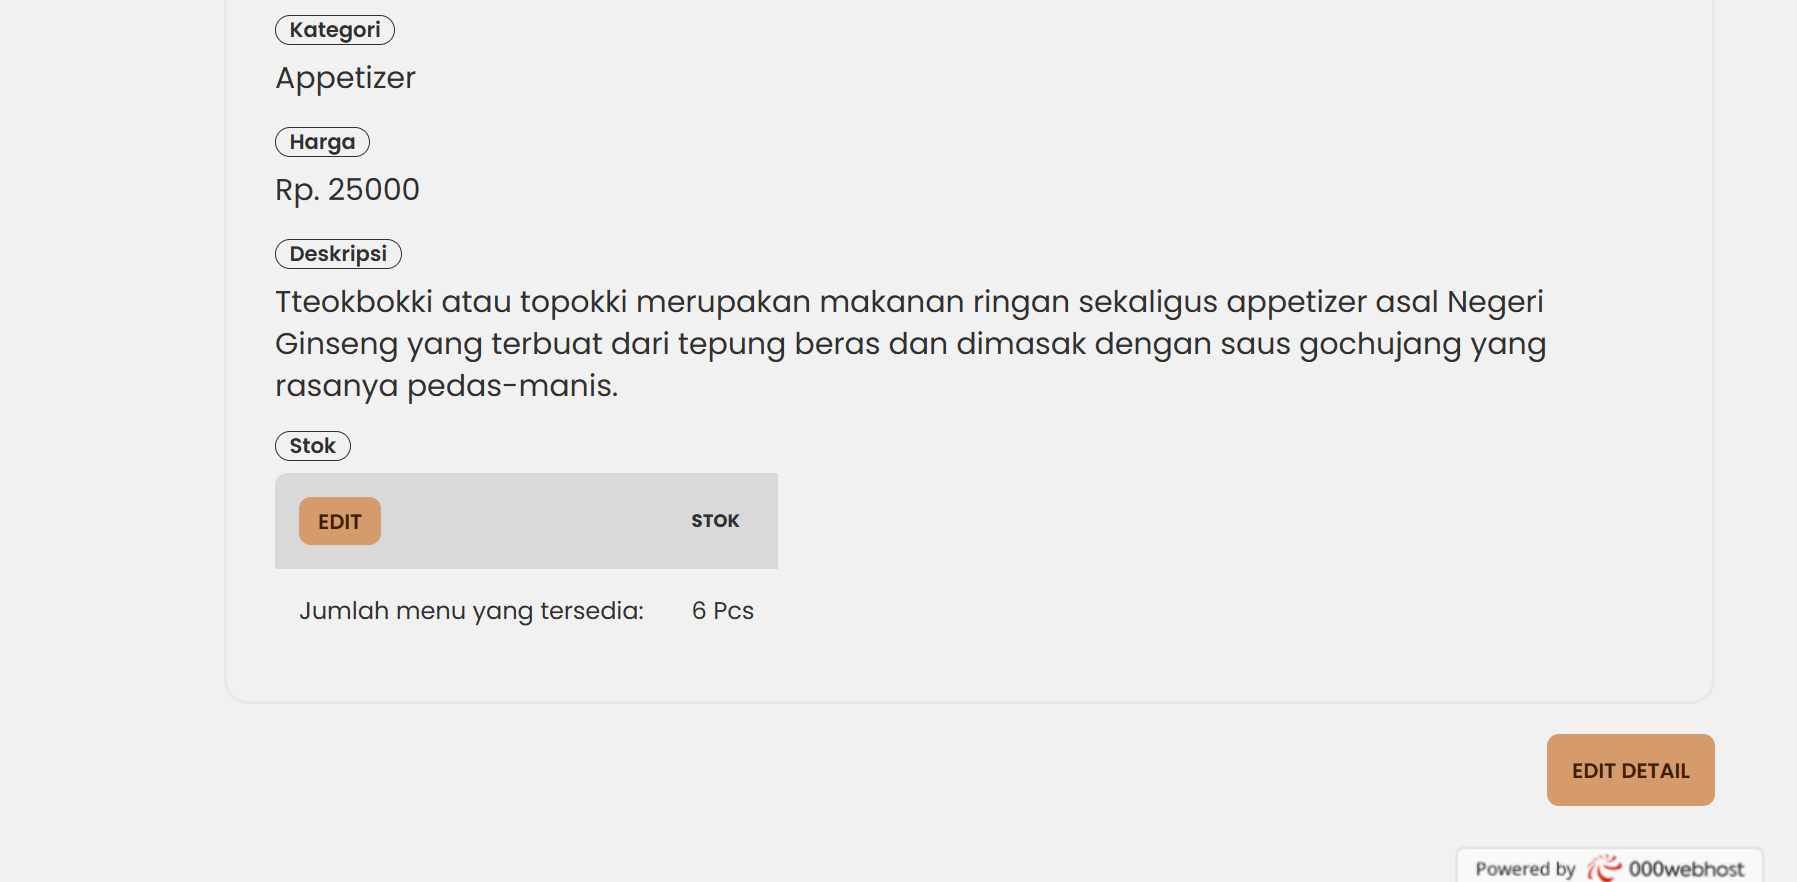 Kategori
Appetizer
Harga
Rp. 25000
Deskripsi
Tteokbokki atau topokki merupakan makanan ringan sekaligus appetizer asal Negeri
Ginseng yang terbuat dari tepung beras dan dimasak dengan saus gochujang yang
rasanya pedas-manis.
Stok
EDIT STOK
Jumlah menu yang tersedia: 6 Pcs
EDIT DETAIL
Powered by 000webhost